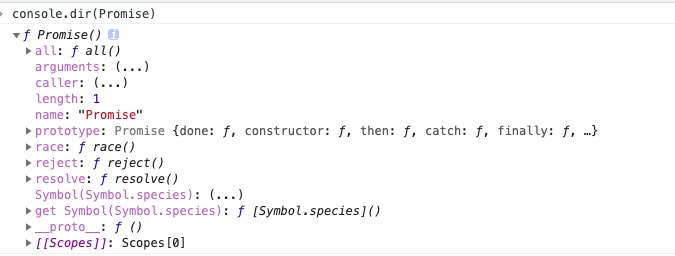 console.dir(Promise)
ƒ Promise() i
all: ƒ all()
arguments: (...)
caller: (...)
length: 1
name: "Promise"
prototype: Promise {done: ƒ, constructor: ƒ, then: ƒ, catch: ƒ, finally: ƒ, …}
race: ƒ race()
reject: ƒ reject()
resolve: ƒ resolve()
Symbol(Symbol.species): (...)
get Symbol(Symbol.species): ƒ [Symbol.species]()
__proto__: ƒ ()
[[Scopes]]: Scopes[0]